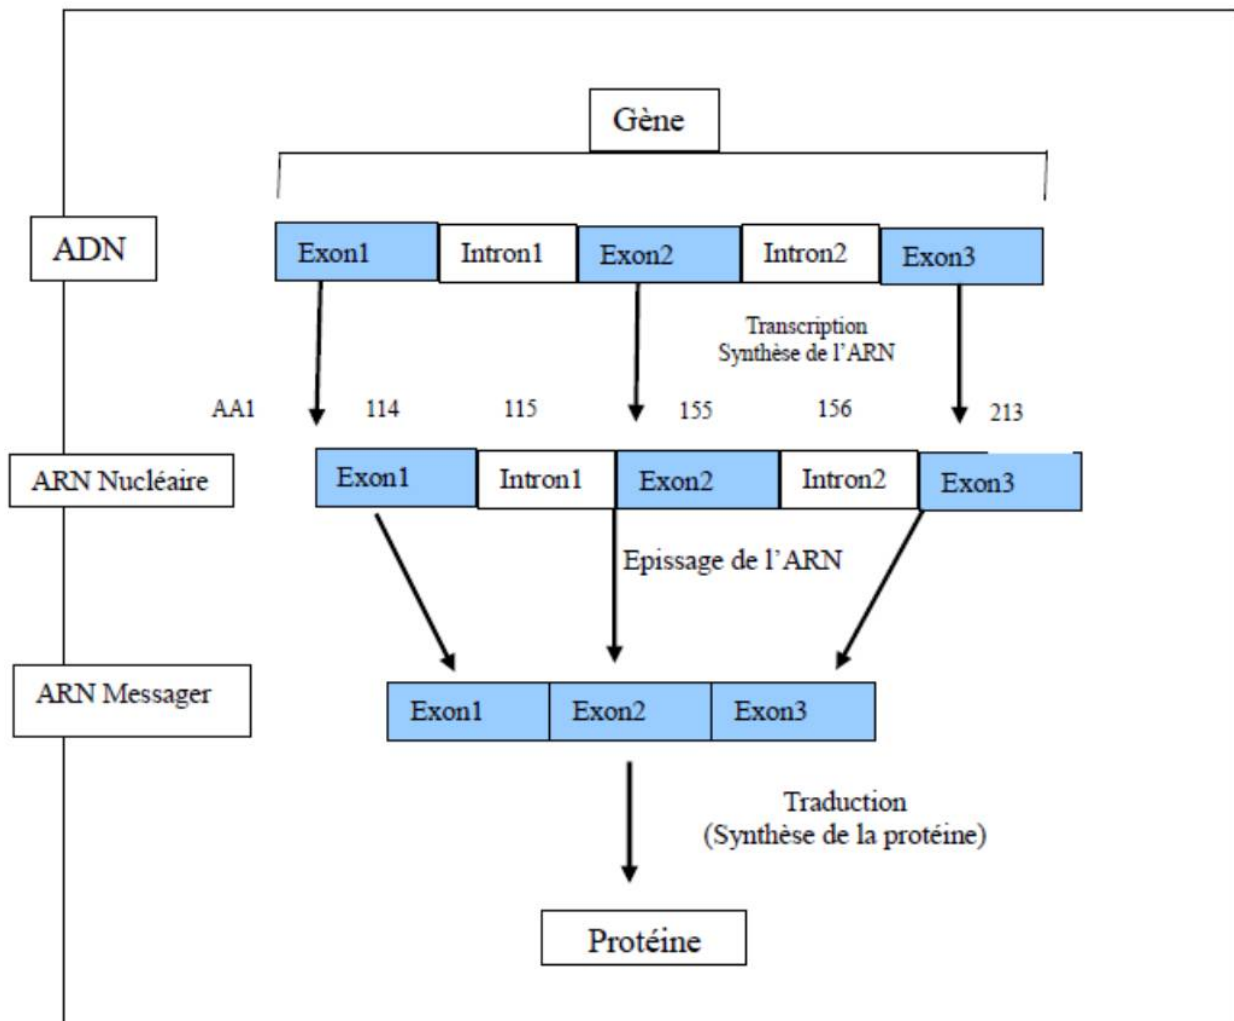 Gène
ADN
Exon1 Intron1 Exon2 Intron2 Exon3
Transcription
Synthèse de l'ARN
AA1 114 115 155 156 213
ARN Nucléaire
Exon1 Intron1 Exon2 Intron2 Exon3
Epissage de l'ARN
ARN Messager
Exon1 Exon2 Exon3
Traduction
(Synthèse de la protéine)
Protéine